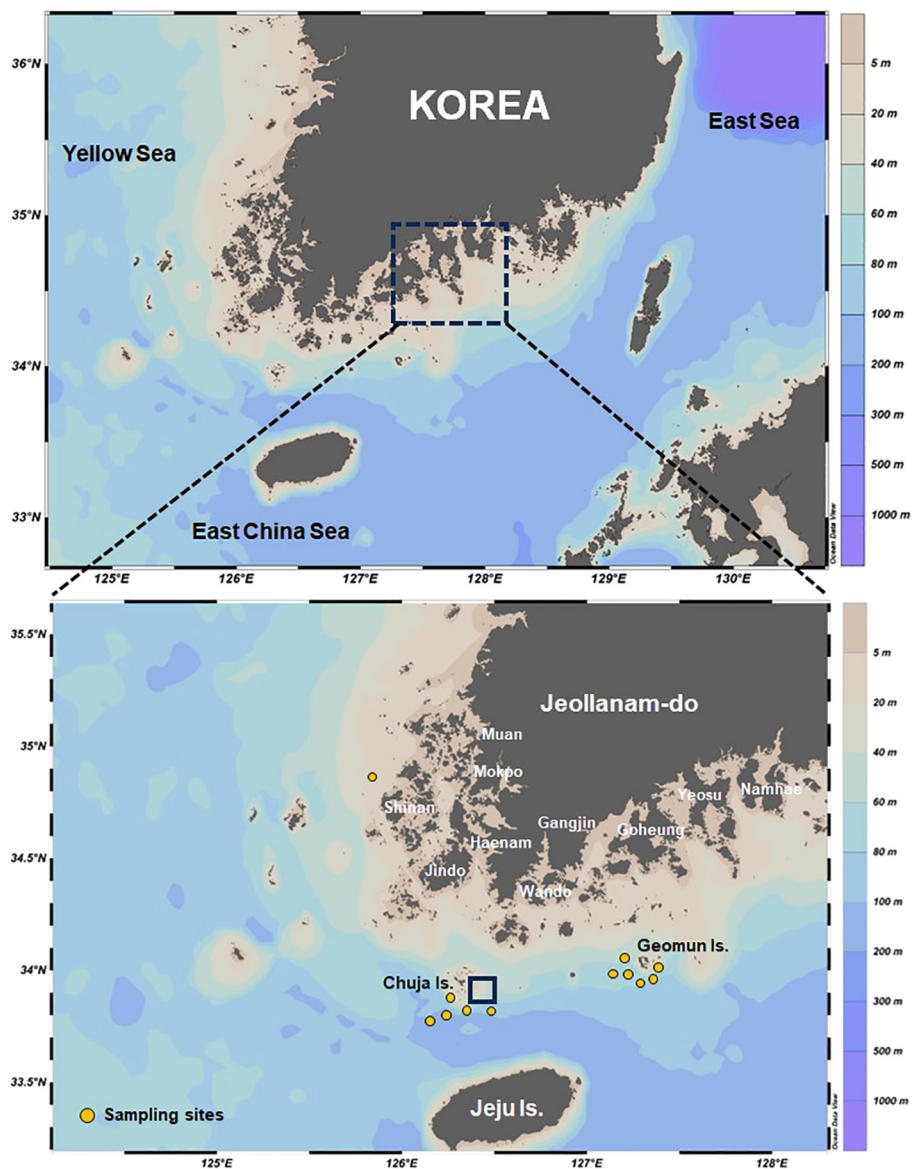 36°N
35°N
34°N
33°N
KOREA
Yellow Sea
East Sea
East China Sea
125°E 126°E 127°E 128°E 129°E 130°E
5 m
20 m
40 m
60 m
80 m
100 m
200 m
300 m
500 m
1000 m
Ocean Data View
35.5°N
35°N
34.5°N
34°N
33.5°N
Jeollanam-do
Muan
Mokpo
Shinan
Yeosu
Namhae
Gangjin
Goheung
Haenam
Jindo
Wando
Geomun Is.
Chuja Is.
Jeju Is.
Sampling sites
125°E 126°E 127°E 128°E
5 m
20 m
40 m
60 m
80 m
100 m
200 m
300 m
500 m
1000 m
Ocean Data View